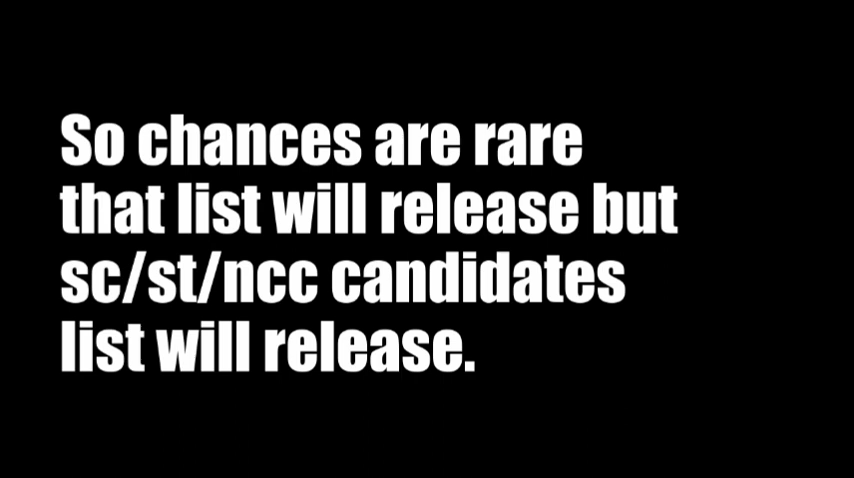 So chances are rare
that list will release but
sc/st/ncc candidates
list will release.